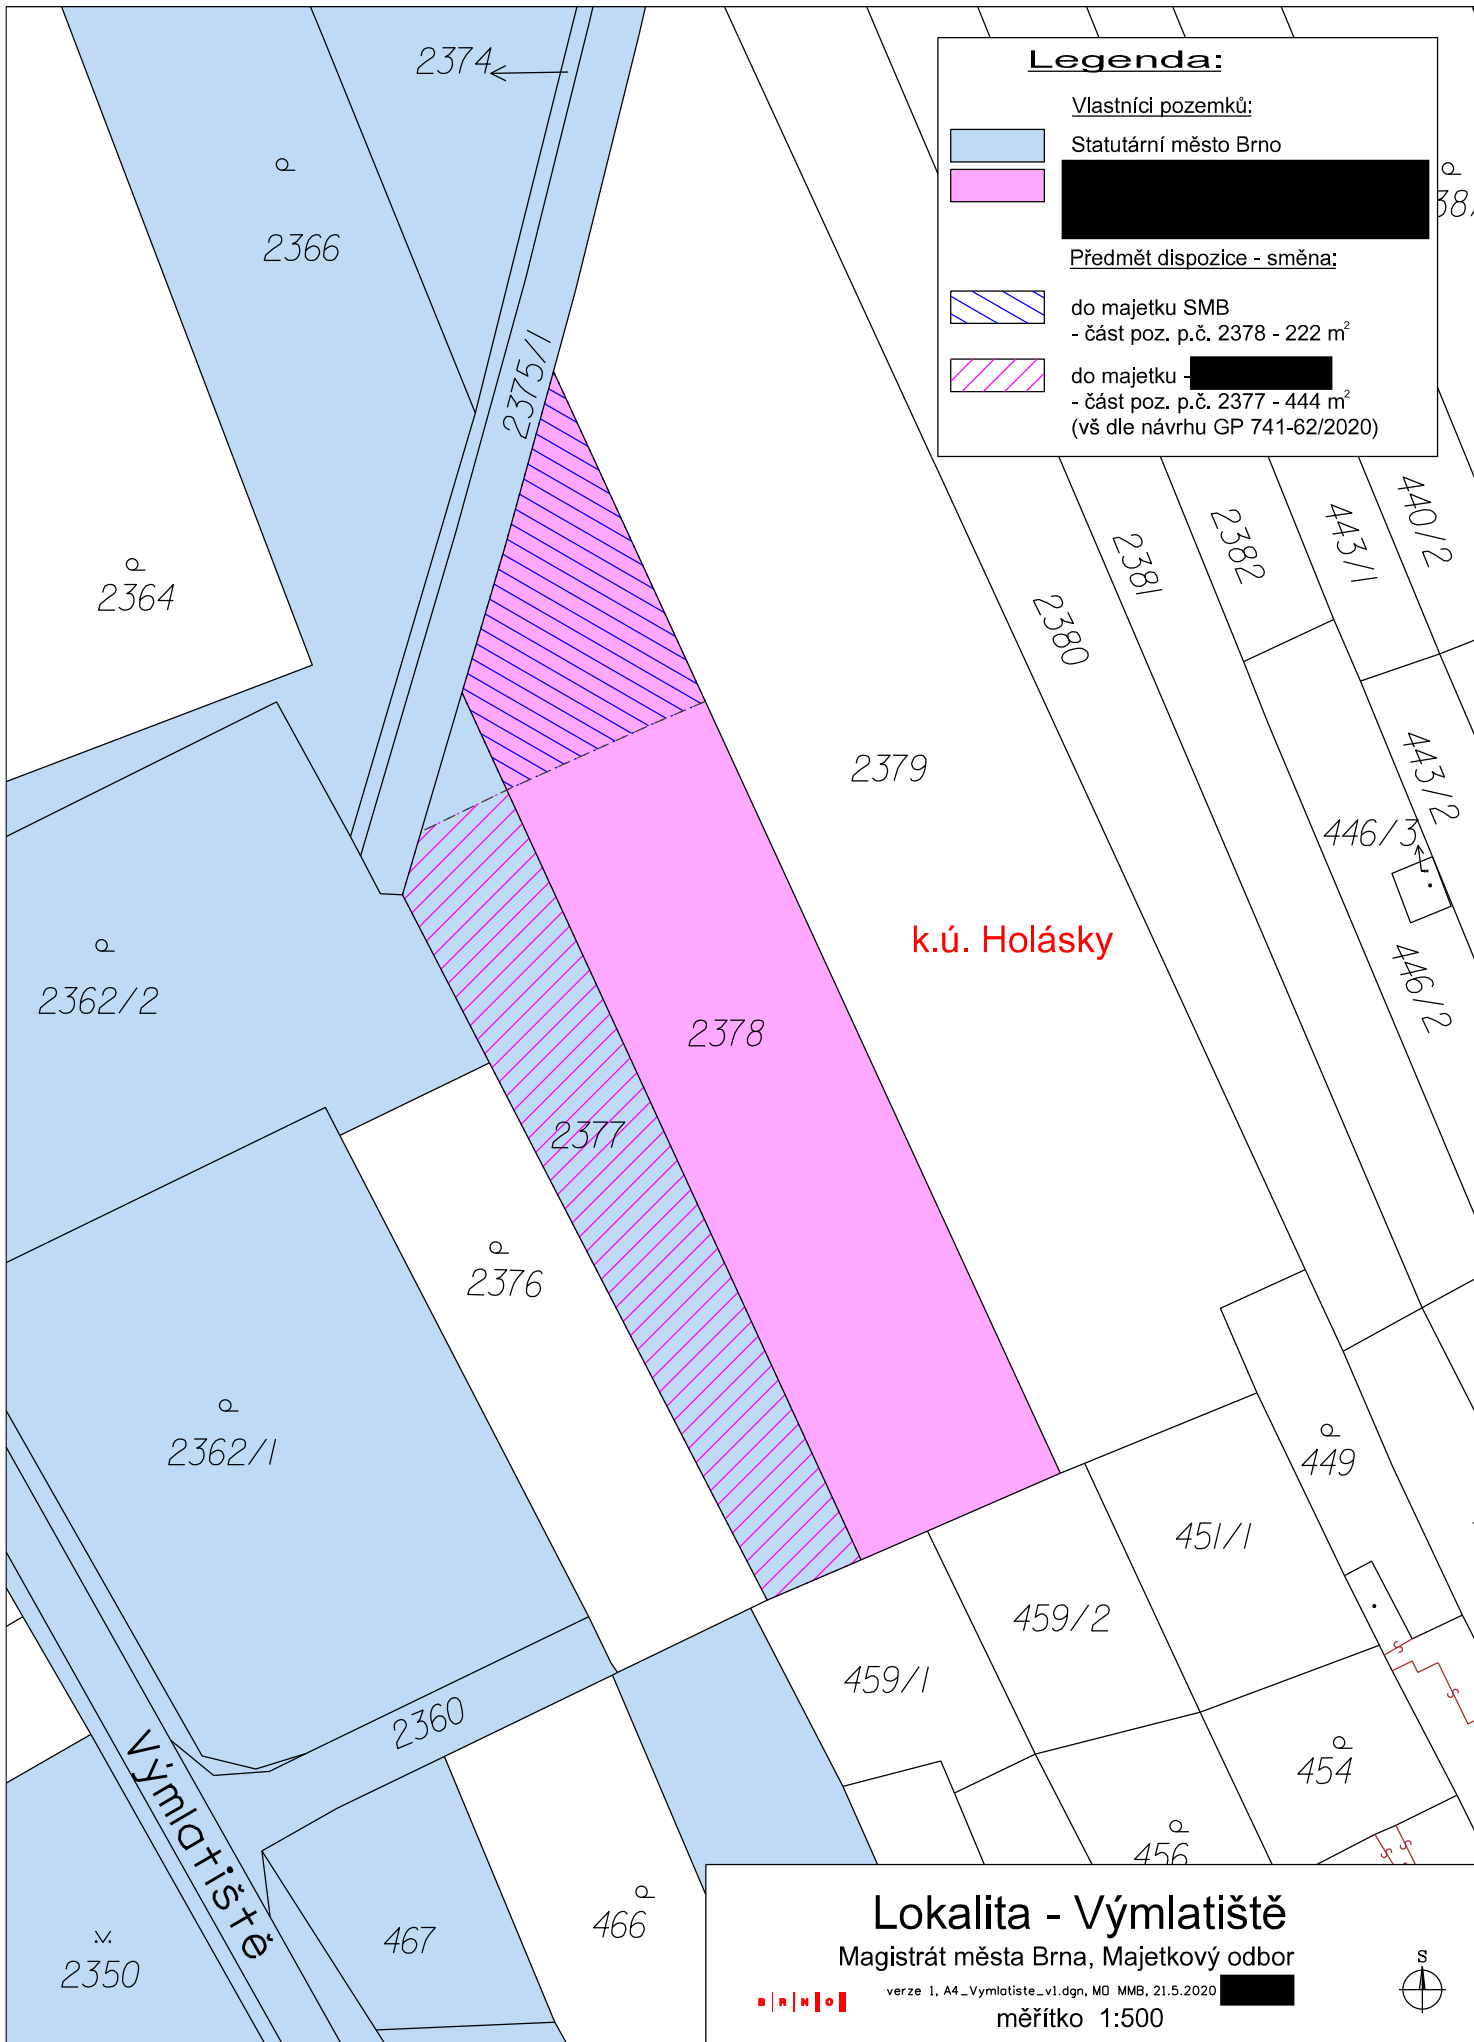 Legenda:
Vlastníci pozemků:
Statutární město Brno
Předmět dispozice - směna:
do majetku SMB
- část poz. p.č. 2378 - 222 m²
do majetku -
- část poz. p.č. 2377 - 444 m²
(vš dle návrhu GP 741-62/2020)
2374
2366
2375/1
2364
2380
2381
2382
443/1
440/2
2379
443/2
446/3
446/2
k.ú. Holásky
2362/2
2378
2377
2376
2362/1
449
451/1
459/2
459/1
2360
454
456
Výmlatiště
467
466
2350
Lokalita - Výmlatiště
Magistrát města Brna, Majetkový odbor
verze 1, A4_Vymlatiste_v1.dgn, MO MMB, 21.5.2020
BRNO
měřítko 1:500
S